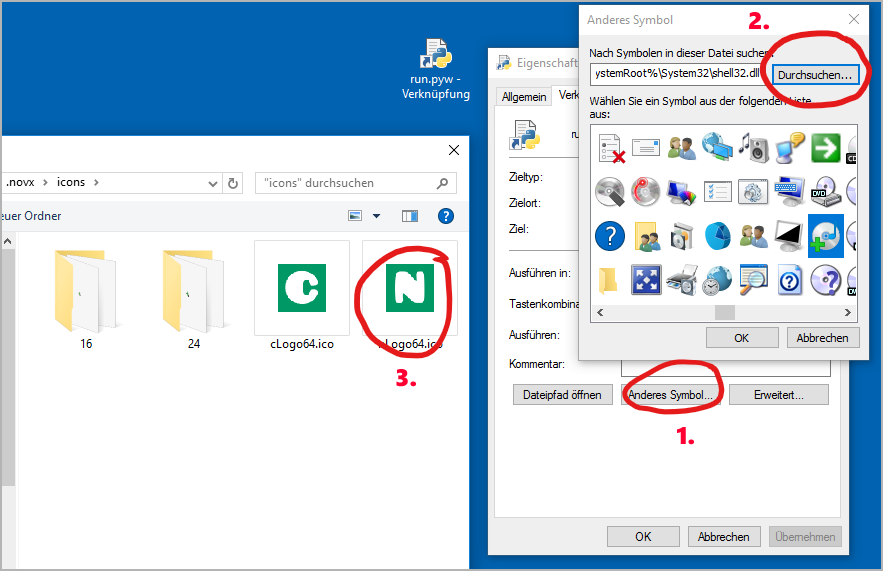 run.pyw -
Verknüpfung
.novx > icons >
"icons" durchsuchen
euer Ordner
16
24
C
cLogo64.ico
N
Logo64.ico
3.
Eigenschaft
Allgemein
Verk
ru
Zieltyp:
Zielort:
Ziel:
Ausführen in:
Tastenkombina
Ausführen:
Kommentar:
Dateipfad öffnen
Anderes Symbol...
Erweitert...
1.
OK
Abbrechen
Übernehmen
Anderes Symbol
2.
Nach Symbolen in dieser Datei suchen:
ystemRoot%\System32\shell32.dll
Durchsuchen...
Wählen Sie ein Symbol aus der folgenden Liste
aus:
CD
DVD
OK
Abbrechen